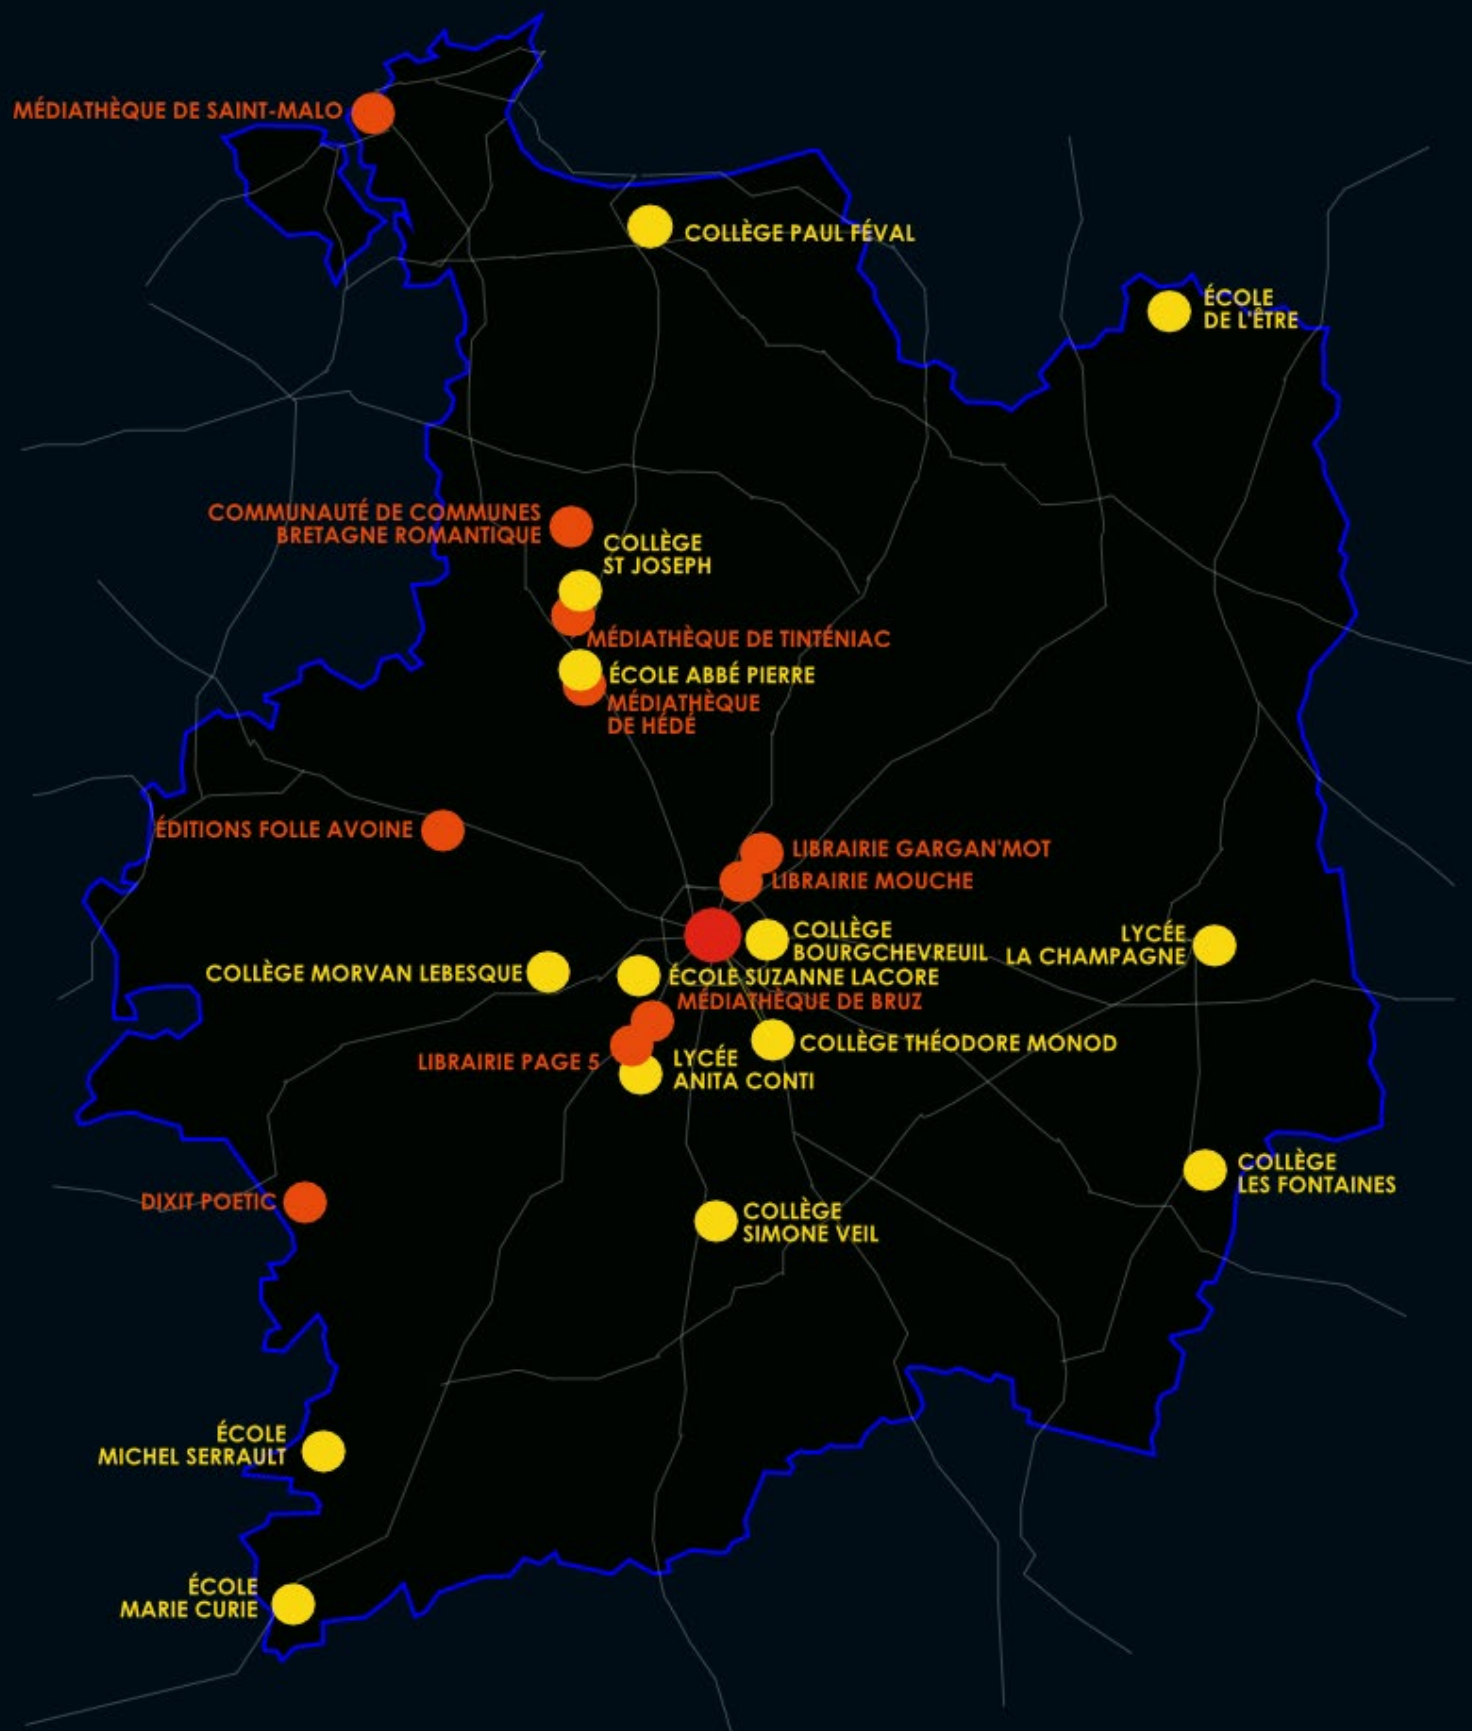 MÉDIATHÈQUE DE SAINT-MALO
COLLÈGE PAUL FÉVAL
ÉCOLE
DE L'ÊTRE
COMMUNAUTÉ DE COMMUNES
BRETAGNE ROMANTIQUE
COLLÈGE
ST JOSEPH
MÉDIATHÈQUE DE TINTÉNIAC
ÉCOLE ABBÉ PIERRE
MÉDIATHÈQUE
DE HÉDÉ
ÉDITIONS FOLLE AVOINE
LIBRAIRIE GARGAN'MOT
LIBRAIRIE MOUCHE
COLLÈGE
BOURGCHEVREUIL
LYCÉE
LA CHAMPAGNE
COLLÈGE MORVAN LEBESQUE
ÉCOLE SUZANNE LACORE
MÉDIATHÈQUE DE BRUZ
COLLÈGE THÉODORE MONOD
LIBRAIRIE PAGE 5
LYCÉE
ANITA CONTI
COLLÈGE
LES FONTAINES
DIXIT POETIC
COLLÈGE
SIMONE VEIL
ÉCOLE
MICHEL SERRAULT
ÉCOLE
MARIE CURIE